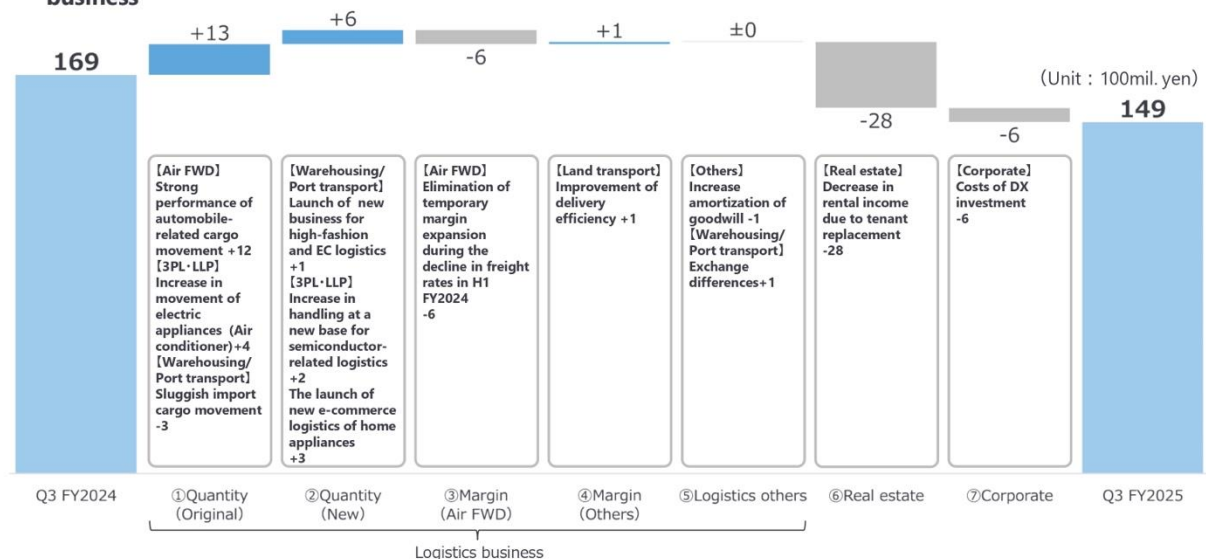 business
+13
+6
-6
+1
±0
-28
-6
169
149
(Unit：100mil. yen)
【Air FWD】
Strong
performance of
automobile-
related cargo
movement +12
【3PL・LLP】
Increase in
movement of
electric
appliances (Air
conditioner)+4
【Warehousing/
Port transport】
Sluggish import
cargo movement
-3
【Warehousing/
Port transport】
Launch of new
business for
high-fashion
and EC logistics
+1
【3PL・LLP】
Increase in
handling at a
new base for
semiconductor-
related logistics
+2
The launch of
new e-commerce
logistics of home
appliances
+3
【Air FWD】
Elimination of
temporary
margin
expansion
during the
decline in freight
rates in H1
FY2024
-6
【Land transport】
Improvement of
delivery
efficiency +1
【Others】
Increase
amortization of
goodwill -1
【Warehousing/
Port transport】
Exchange
differences+1
【Real estate】
Decrease in
rental income
due to tenant
replacement
-28
【Corporate】
Costs of DX
investment
-6
Q3 FY2024
①Quantity
(Original)
②Quantity
(New)
③Margin
(Air FWD)
④Margin
(Others)
⑤Logistics others
⑥Real estate
⑦Corporate
Q3 FY2025
Logistics business